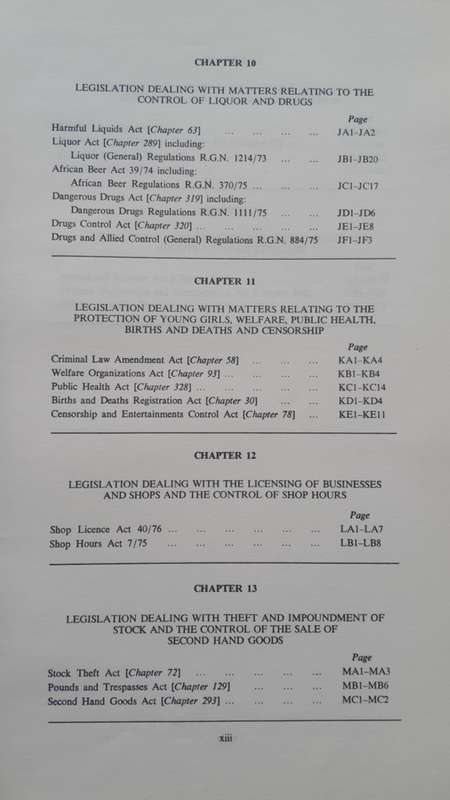 CHAPTER 10
LEGISLATION DEALING WITH MATTERS RELATING TO THE
CONTROL OF LIQUOR AND DRUGS
Page
Harmful Liquids Act [Chapter 63] ... ... ... ... JA1–JA2
Liquor Act [Chapter 289] including:
Liquor (General) Regulations R.G.N. 1214/73 ... ... JB1–JB20
African Beer Act 39/74 including:
African Beer Regulations R.G.N. 370/75 ... ... ... JC1–JC17
Dangerous Drugs Act [Chapter 319] including:
Dangerous Drugs Regulations R.G.N. 1111/75 ... ... JD1–JD6
Drugs Control Act [Chapter 320] ... ... ... ... ... JE1–JE8
Drugs and Allied Control (General) Regulations R.G.N. 884/75 JF1–JF3
CHAPTER 11
LEGISLATION DEALING WITH MATTERS RELATING TO THE
PROTECTION OF YOUNG GIRLS, WELFARE, PUBLIC HEALTH,
BIRTHS AND DEATHS AND CENSORSHIP
Page
Criminal Law Amendment Act [Chapter 58] ... ... ... KA1–KA4
Welfare Organizations Act [Chapter 93] ... ... ... ... KB1–KB4
Public Health Act [Chapter 328] ... ... ... ... ... KC1–KC14
Births and Deaths Registration Act [Chapter 30] ... ... KD1–KD4
Censorship and Entertainments Control Act [Chapter 78] ... KE1–KE11
CHAPTER 12
LEGISLATION DEALING WITH THE LICENSING OF BUSINESSES
AND SHOPS AND THE CONTROL OF SHOP HOURS
Page
Shop Licence Act 40/76 ... ... ... ... ... ... LA1–LA7
Shop Hours Act 7/75 ... ... ... ... ... ... LB1–LB8
CHAPTER 13
LEGISLATION DEALING WITH THEFT AND IMPOUNDMENT OF
STOCK AND THE CONTROL OF THE SALE OF
SECOND HAND GOODS
Page
Stock Theft Act [Chapter 72] ... ... ... ... ... MA1–MA3
Pounds and Trespasses Act [Chapter 129] ... ... ... MB1–MB6
Second Hand Goods Act [Chapter 293] ... ... ... ... MC1–MC2
xiii